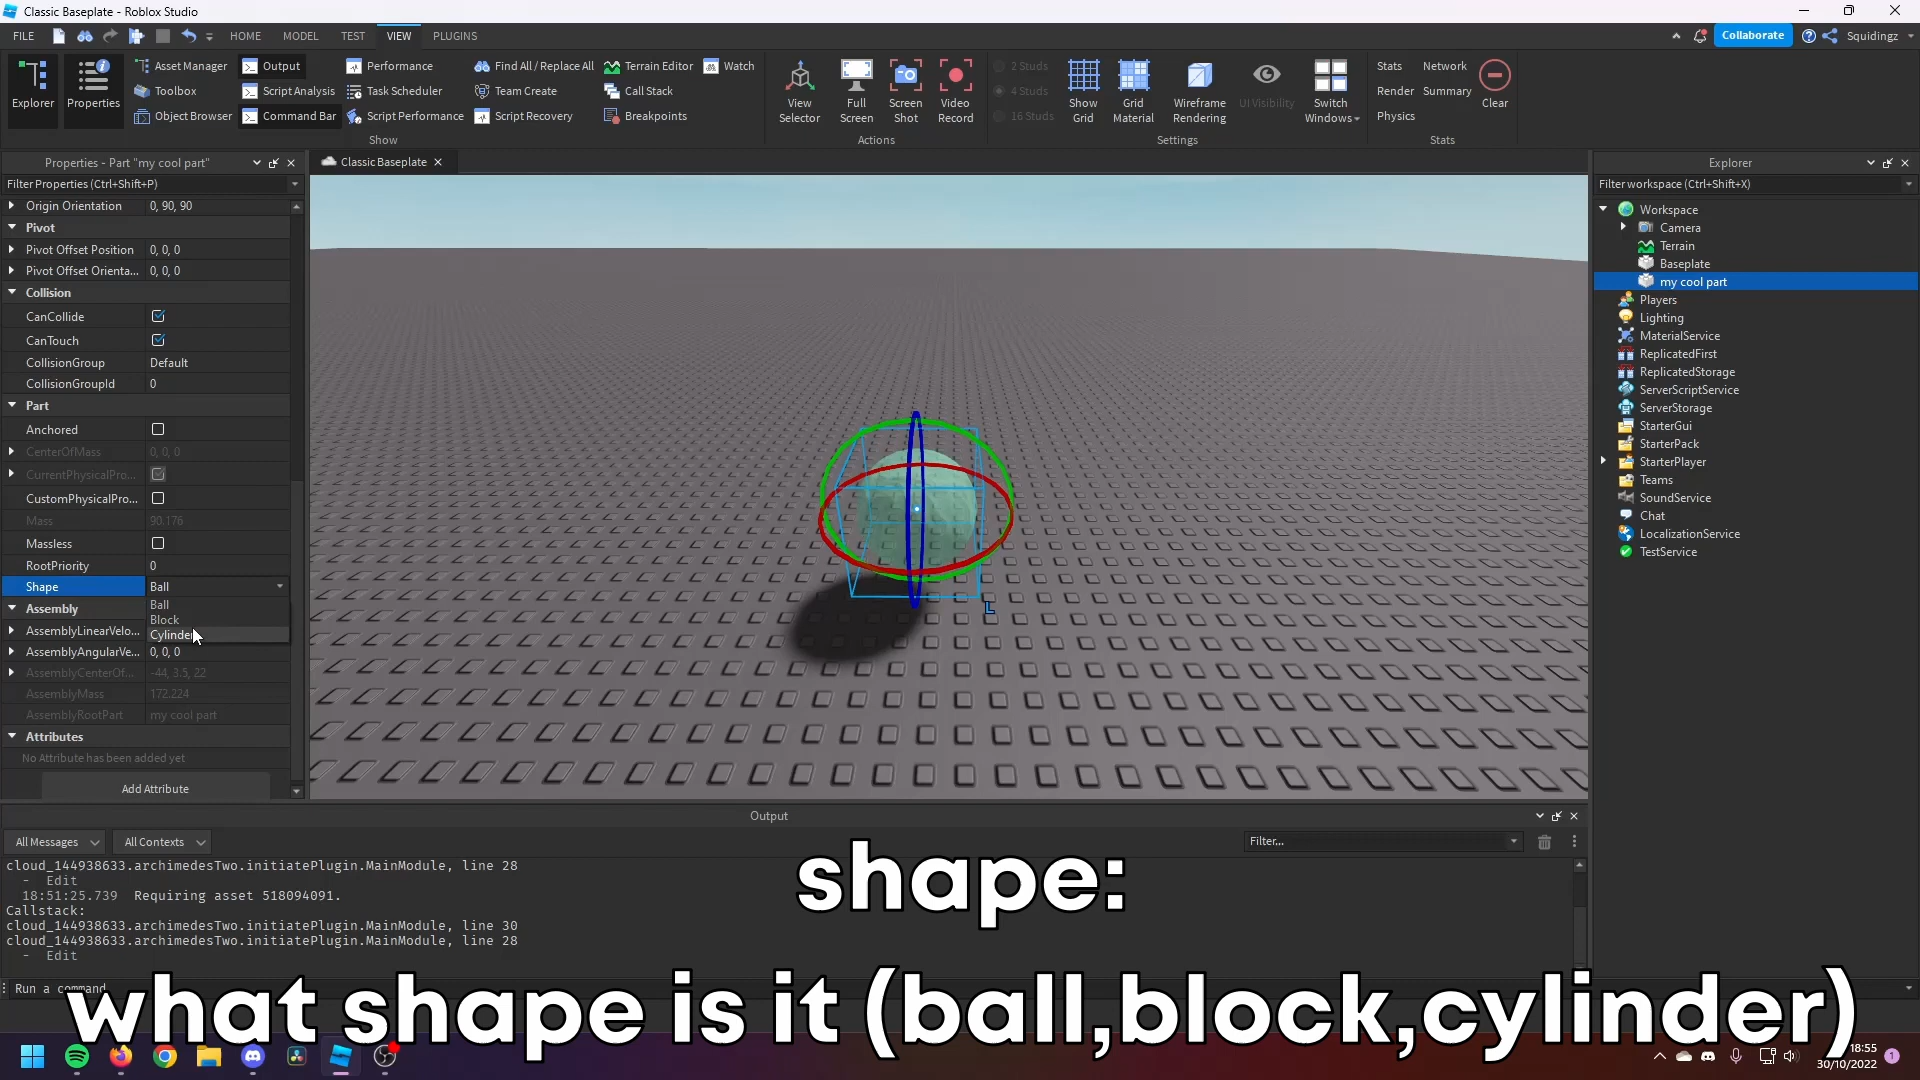 Classic Baseplate - Roblox Studio
FILE
HOME
MODEL
TEST
VIEW
PLUGINS
Collaborate
Squidingz
Explorer
Properties
Asset Manager
Toolbox
Object Browser
Output
Script Analysis
Command Bar
Performance
Task Scheduler
Script Performance
Find All / Replace All
Team Create
Script Recovery
Terrain Editor
Call Stack
Breakpoints
Watch
Show
View
Selector
Full
Screen
Screen
Shot
Video
Record
Actions
2 Studs
4 Studs
16 Studs
Show
Grid
Grid
Material
Wireframe
Rendering
UI Visibility
Switch
Windows
Settings
Stats
Network
Render
Summary
Physics
Clear
Stats
Properties - Part "my cool part"
Filter Properties (Ctrl+Shift+P)
Origin Orientation 0, 90, 90
Pivot
Pivot Offset Position 0, 0, 0
Pivot Offset Orienta... 0, 0, 0
Collision
CanCollide
CanTouch
CollisionGroup Default
CollisionGroupId 0
Part
Anchored
CenterOfMass 0, 0, 0
CurrentPhysicalPro...
CustomPhysicalPro...
Mass 90.176
Massless
RootPriority 0
Shape Ball
Ball
Block
Cylinder
Assembly
AssemblyLinearVelo...
AssemblyAngularVe... 0, 0, 0
AssemblyCenterOf... -44, 3.5, 22
AssemblyMass 172.224
AssemblyRootPart my cool part
Attributes
No Attribute has been added yet
Add Attribute
Classic Baseplate
L
Explorer
Filter workspace (Ctrl+Shift+X)
Workspace
Camera
Terrain
Baseplate
my cool part
Players
Lighting
MaterialService
ReplicatedFirst
ReplicatedStorage
ServerScriptService
ServerStorage
StarterGui
StarterPack
StarterPlayer
Teams
SoundService
Chat
LocalizationService
TestService
Output
All Messages
All Contexts
Filter...
cloud_144938633.archimedesTwo.initiatePlugin.MainModule, line 28
- Edit
18:51:25.739 Requiring asset 518094091.
Callstack:
cloud_144938633.archimedesTwo.initiatePlugin.MainModule, line 30
cloud_144938633.archimedesTwo.initiatePlugin.MainModule, line 28
- Edit
Run a command
shape:
what shape is it (ball,block,cylinder)
18:55
30/10/2022
1